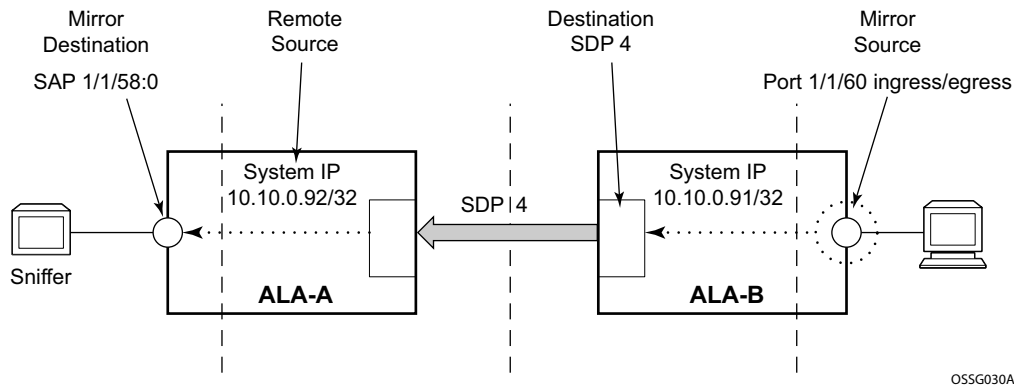 Mirror
Destination
SAP 1/1/58:0
Remote
Source
Destination
SDP 4
Mirror
Source
Port 1/1/60 ingress/egress
System IP
10.10.0.92/32
SDP 4
System IP
10.10.0.91/32
Sniffer
ALA-A
ALA-B
OSSG030A